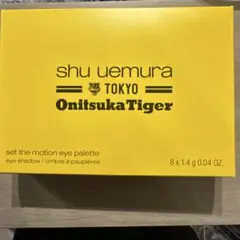 shu uemura
TOKYO
OnitsukaTiger
set the motion eye palette
eye shadow / ombre à paupières
8 x 1.4 g 0.04 OZ.